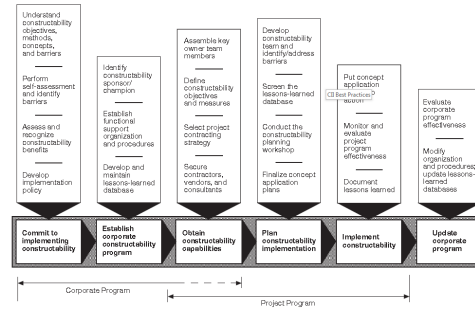 Understand
constructability
objectives,
methods,
concepts,
and barriers
Perform
self-assessment
and identify
barriers
Assess and
recognize
constructability
benefits
Develop
implementation
policy
Identify
constructability
sponsor/
champion
Establish
functional
support
organization
and procedures
Develop and
maintain
lessons-learned
database
Assemble key
owner team
members
Define
constructability
objectives
and measures
Select project
contracting
strategy
Secure
contractors,
vendors, and
consultants
Develop
constructability
team and
identify/address
barriers
Screen the
lessons-learned
database
Conduct the
constructability
planning
workshop
Finalize concept
application
plans
Put concept
application
CII Best Practices
action
Monitor and
evaluate
project
program
effectiveness
Document
lessons learned
Evaluate
corporate
program
effectiveness
Modify
organization
and procedures;
update lessons-
learned
databases
Commit to
implementing
constructability
Establish
corporate
constructability
program
Obtain
constructability
capabilities
Plan
constructability
implementation
Implement
constructability
Update
corporate
program
Corporate Program
Project Program